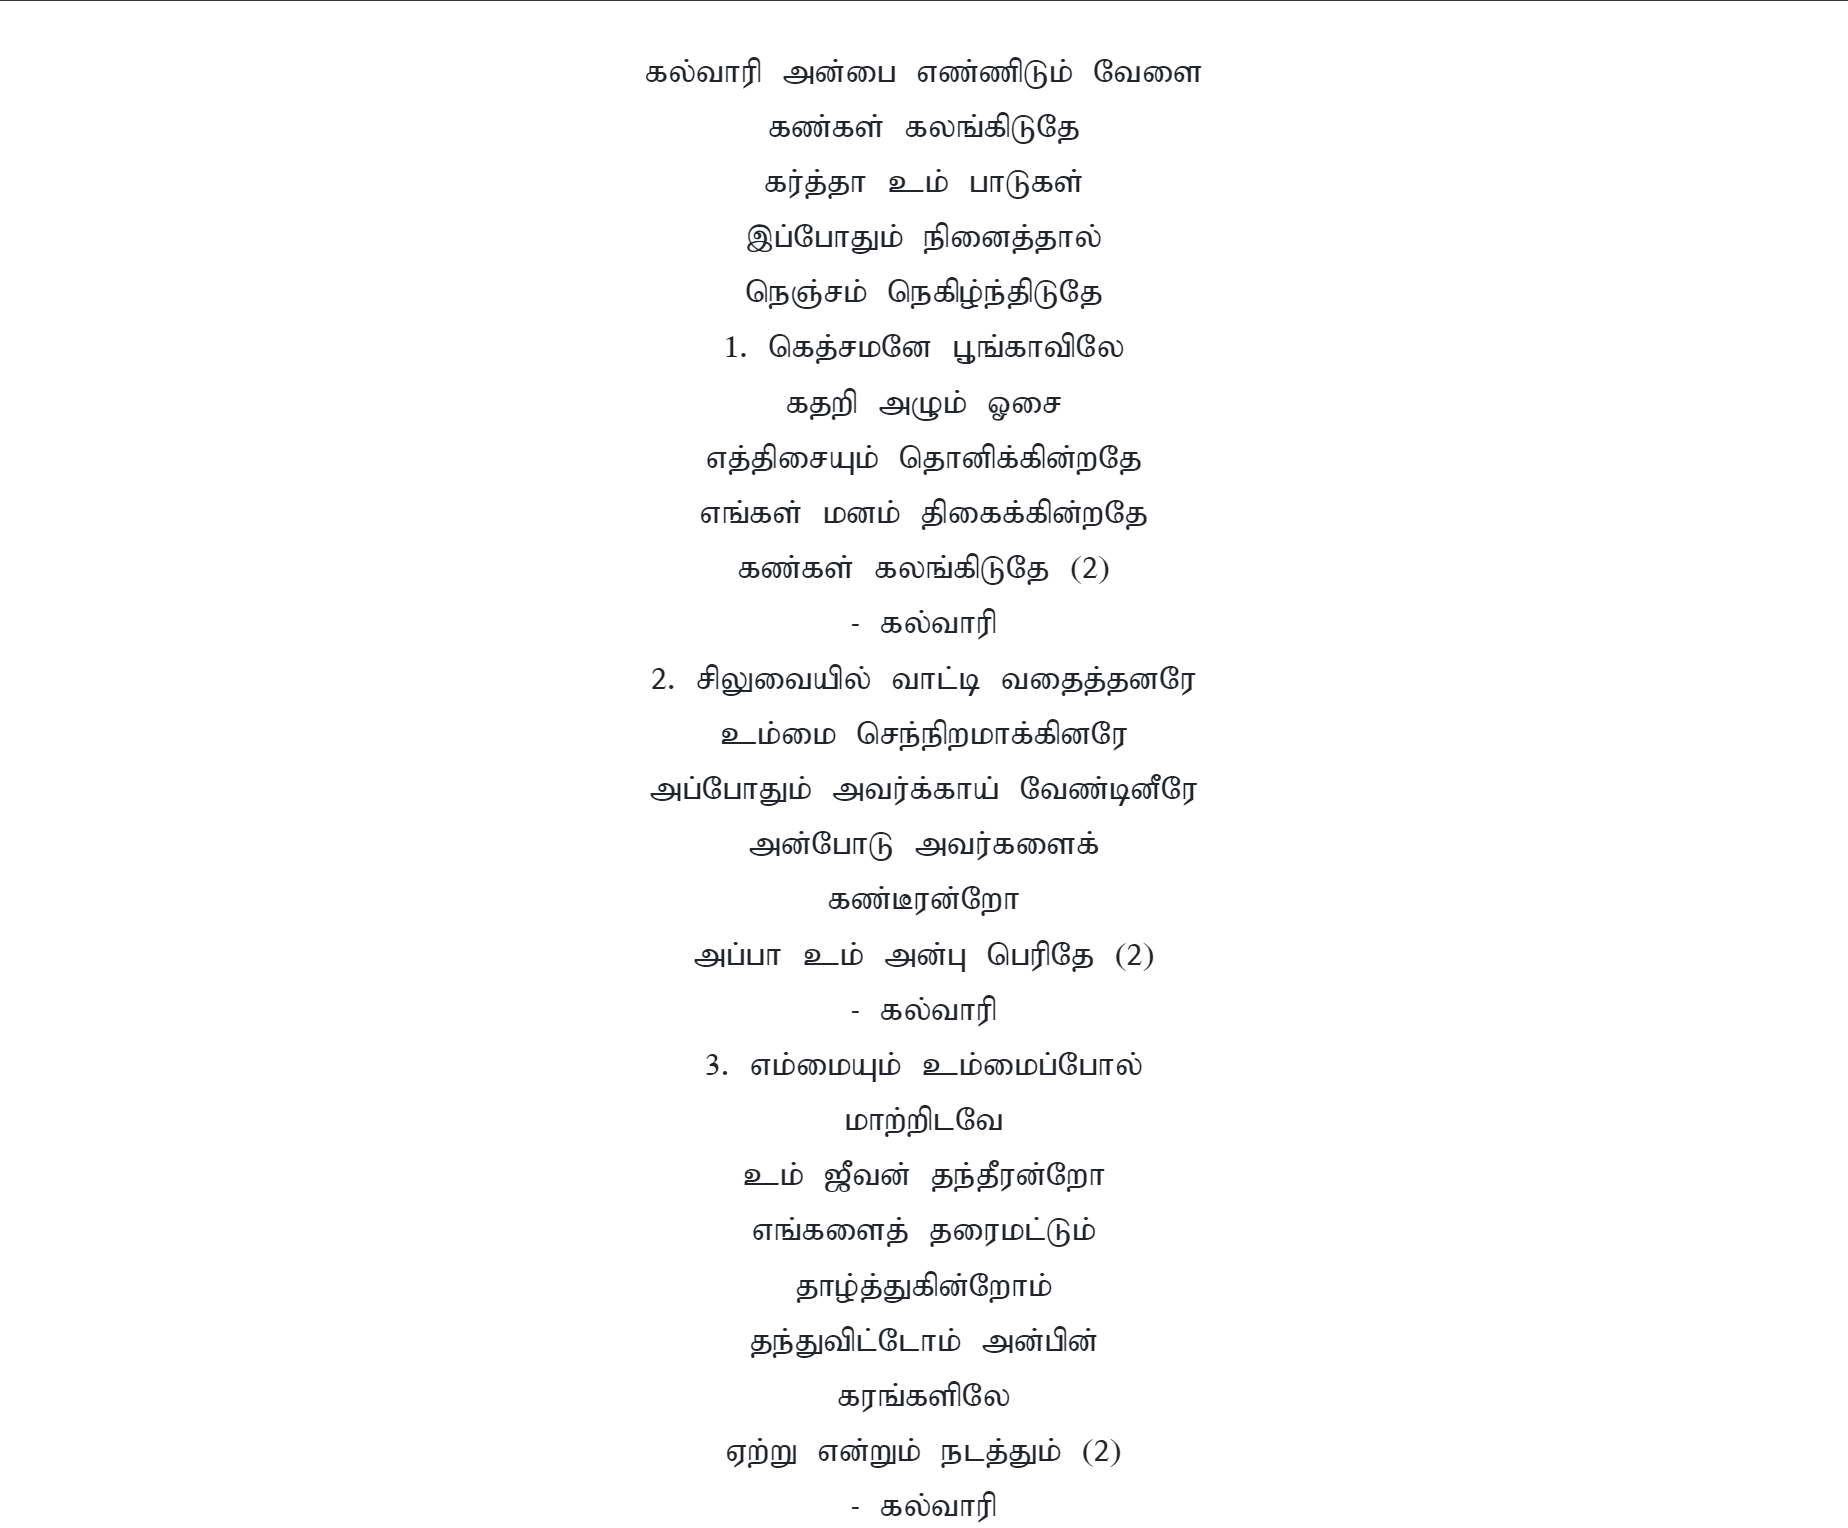 கல்வாரி அன்பை எண்ணிடும் வேளை
கண்கள் கலங்கிடுதே
கர்த்தா உம் பாடுகள்
இப்போதும் நினைத்தால்
நெஞ்சம் நெகிழ்ந்திடுதே
1. கெத்சமனே பூங்காவிலே
கதறி அழும் ஓசை
எத்திசையும் தொனிக்கின்றதே
எங்கள் மனம் திகைக்கின்றதே
கண்கள் கலங்கிடுதே (2)
- கல்வாரி
2. சிலுவையில் வாட்டி வதைத்தனரே
உம்மை செந்நிறமாக்கினரே
அப்போதும் அவர்க்காய் வேண்டினீரே
அன்போடு அவர்களைக்
கண்டீரன்றோ
அப்பா உம் அன்பு பெரிதே (2)
- கல்வாரி
3. எம்மையும் உம்மைப்போல்
மாற்றிடவே
உம் ஜீவன் தந்தீரன்றோ
எங்களைத் தரைமட்டும்
தாழ்த்துகின்றோம்
தந்துவிட்டோம் அன்பின்
கரங்களிலே
ஏற்று என்றும் நடத்தும் (2)
- கல்வாரி